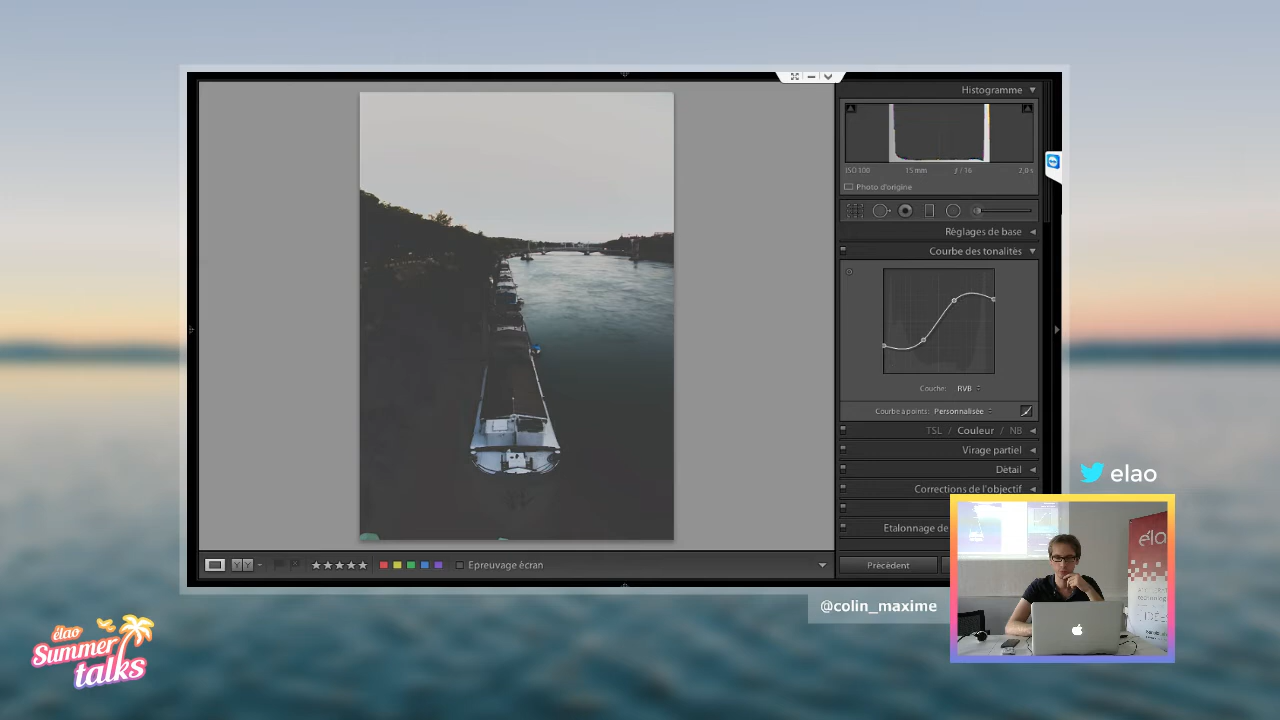 Histogramme
ISO 100 15 mm ƒ / 16 2,0 s
Photo d'origine
Réglages de base
Courbe des tonalités
Couche: RVB
Courbe à points: Personnalisée
TSL / Couleur / NB
Virage partiel
Détail
Corrections de l'objectif
Etalonnage de
Précédent
Y Y
Epreuvage écran
elao
@colin_maxime
élao
Summer
talks
éla